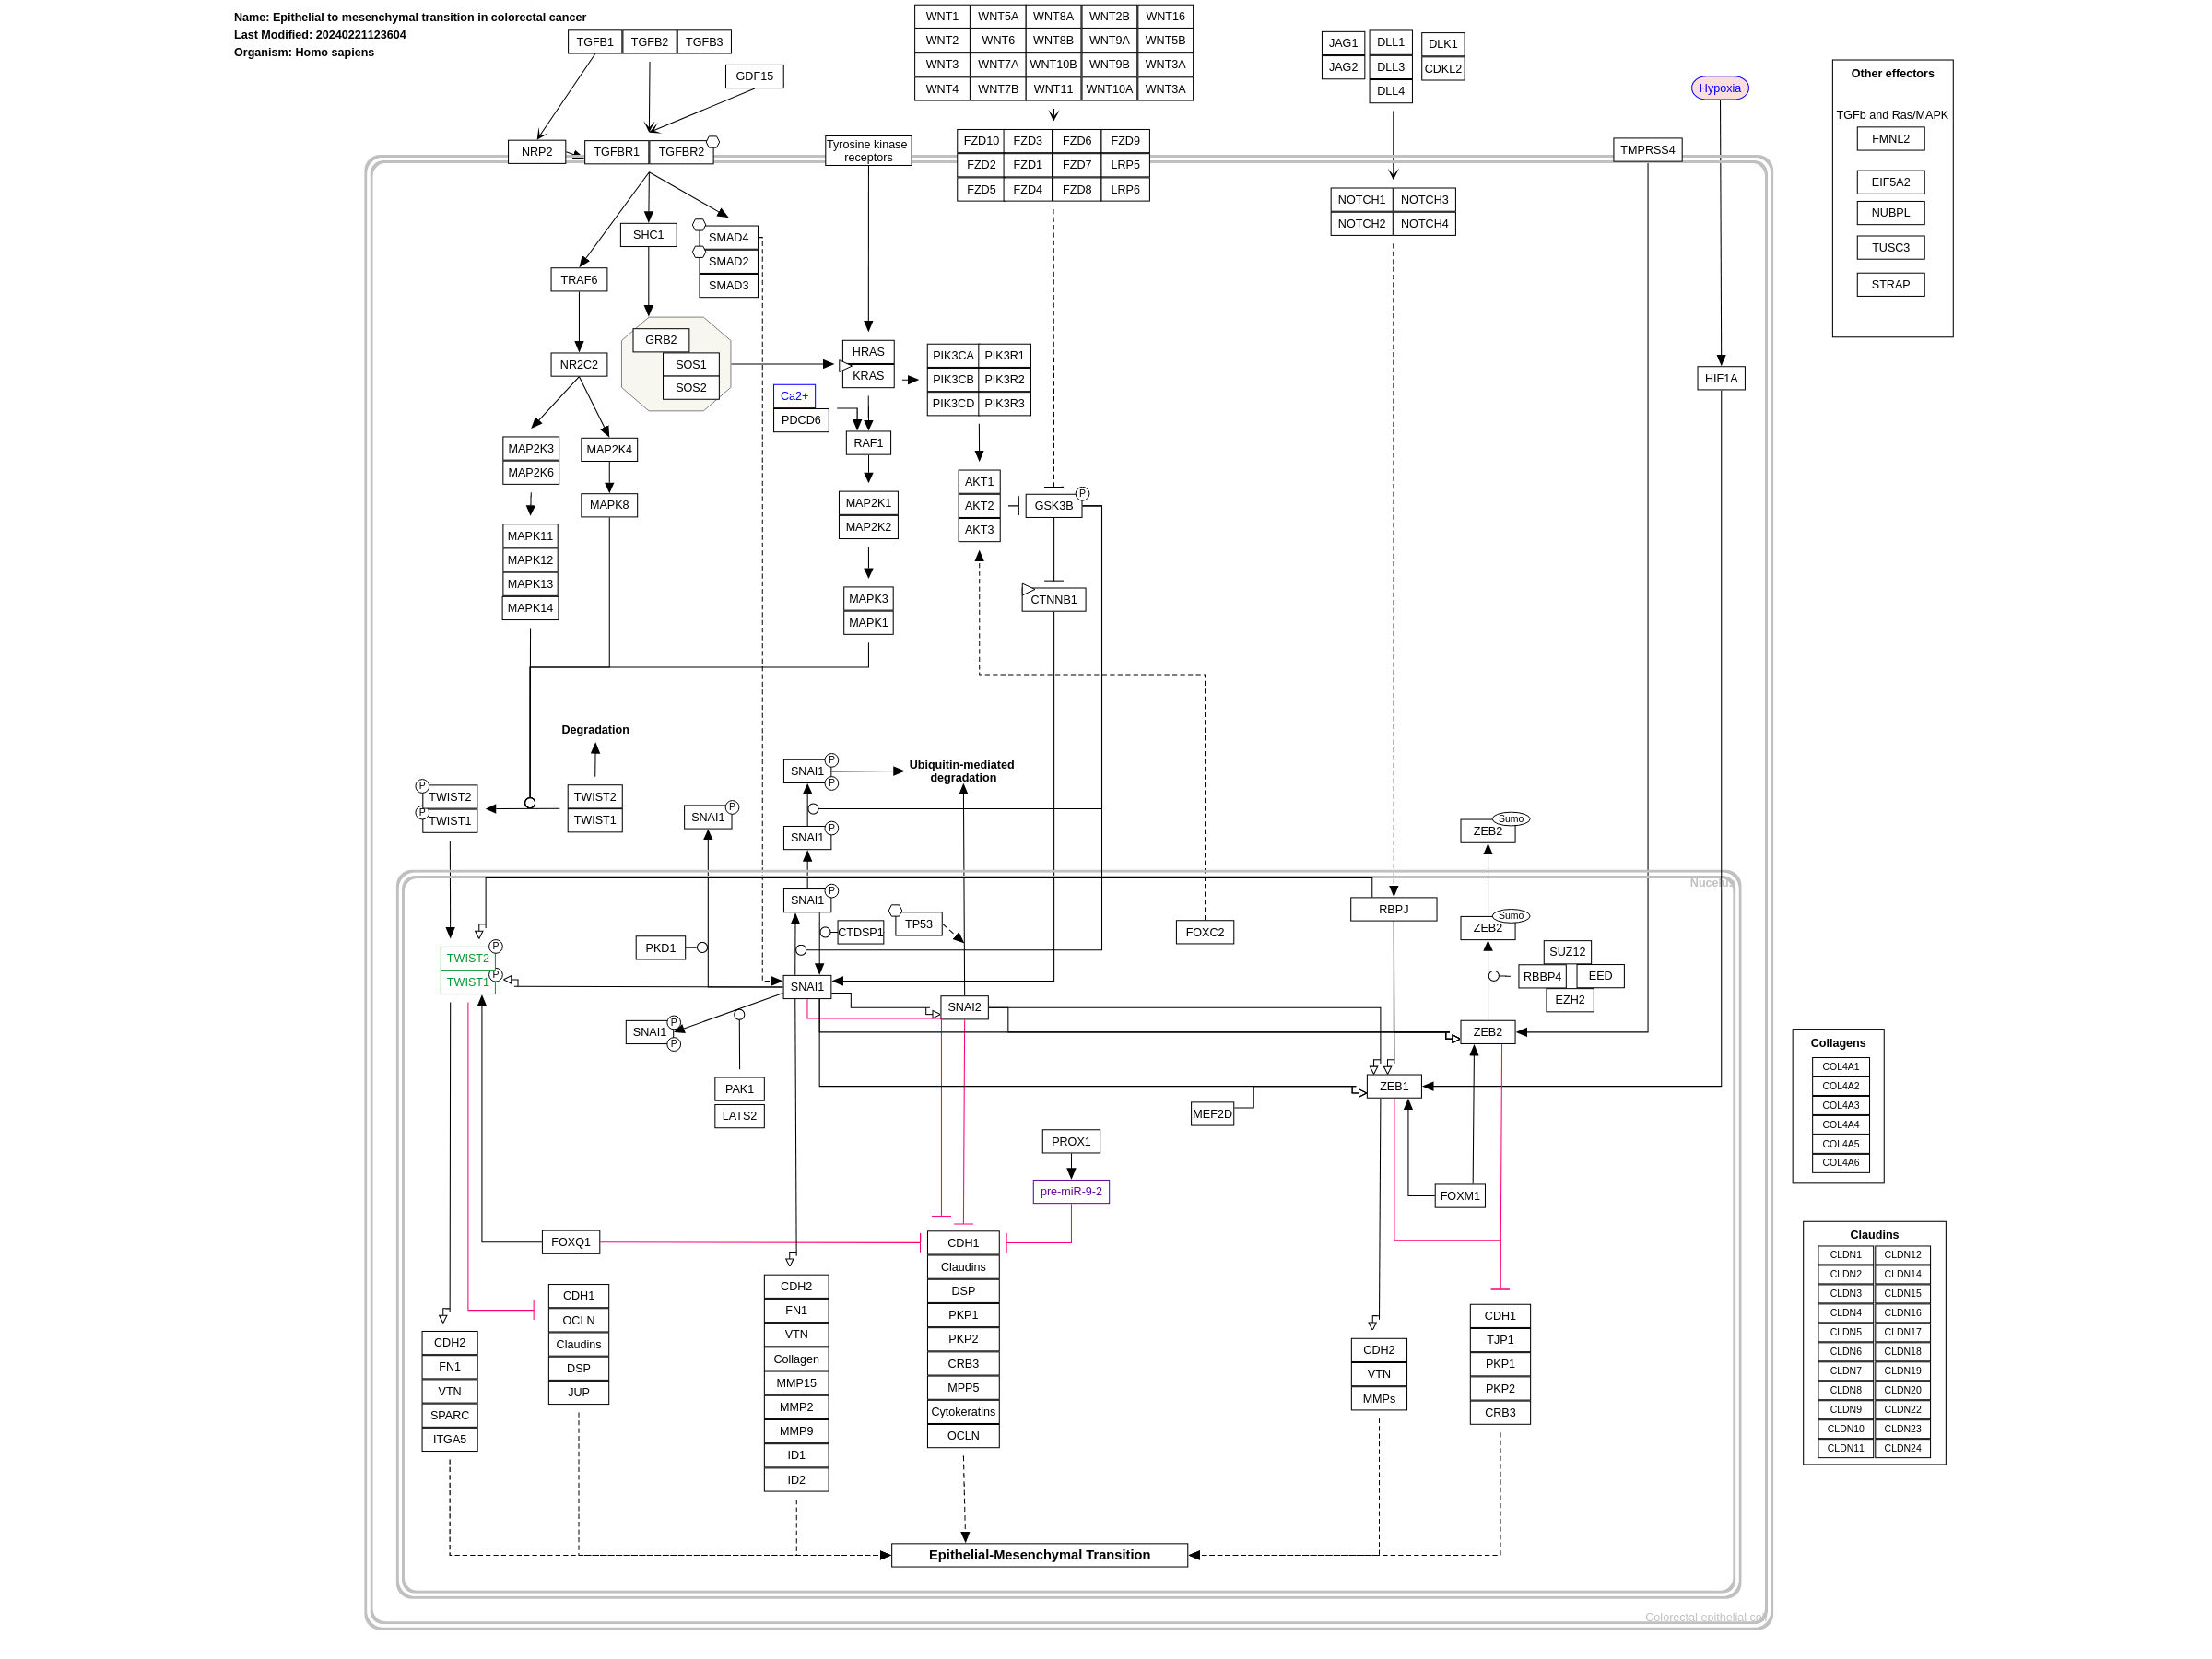 Name: Epithelial to mesenchymal transition in colorectal cancer
Last Modified: 20240221123604
Organism: Homo sapiens
TGFB1 TGFB2 TGFB3
GDF15
WNT1 WNT5A WNT8A WNT2B WNT16
WNT2 WNT6 WNT8B WNT9A WNT5B
WNT3 WNT7A WNT10B WNT9B WNT3A
WNT4 WNT7B WNT11 WNT10A WNT3A
JAG1 DLL1 DLK1
JAG2 DLL3 CDKL2
DLL4
Hypoxia
Other effectors
TGFb and Ras/MAPK
FMNL2
EIF5A2
NUBPL
TUSC3
STRAP
NRP2 TGFBR1 TGFBR2
Tyrosine kinase
receptors
FZD10 FZD3 FZD6 FZD9
FZD2 FZD1 FZD7 LRP5
FZD5 FZD4 FZD8 LRP6
TMPRSS4
NOTCH1 NOTCH3
NOTCH2 NOTCH4
SHC1
SMAD4
SMAD2
SMAD3
TRAF6
GRB2
SOS1
SOS2
NR2C2
HRAS
KRAS
PIK3CA PIK3R1
PIK3CB PIK3R2
PIK3CD PIK3R3
HIF1A
Ca2+
PDCD6
RAF1
MAP2K3
MAP2K6
MAP2K4
MAPK8
MAP2K1
MAP2K2
AKT1
AKT2
AKT3
GSK3B
P
MAPK11
MAPK12
MAPK13
MAPK14
MAPK3
MAPK1
CTNNB1
Degradation
Ubiquitin-mediated
degradation
SNAI1
P
P
TWIST2
TWIST1
P
P
TWIST2
TWIST1
SNAI1
P
SNAI1
P
ZEB2
Sumo
Nucelus
SNAI1
P
CTDSP1
TP53
PKD1
FOXC2
RBPJ
ZEB2
Sumo
SUZ12
RBBP4 EED
EZH2
TWIST2
TWIST1
P
P
SNAI1
SNAI2
SNAI1
P
P
ZEB2
ZEB1
PAK1
LATS2
MEF2D
PROX1
pre-miR-9-2
FOXM1
FOXQ1
Collagens
COL4A1
COL4A2
COL4A3
COL4A4
COL4A5
COL4A6
Claudins
CLDN1 CLDN12
CLDN2 CLDN14
CLDN3 CLDN15
CLDN4 CLDN16
CLDN5 CLDN17
CLDN6 CLDN18
CLDN7 CLDN19
CLDN8 CLDN20
CLDN9 CLDN22
CLDN10 CLDN23
CLDN11 CLDN24
CDH2
FN1
VTN
SPARC
ITGA5
CDH1
OCLN
Claudins
DSP
JUP
CDH2
FN1
VTN
Collagen
MMP15
MMP2
MMP9
ID1
ID2
CDH1
Claudins
DSP
PKP1
PKP2
CRB3
MPP5
Cytokeratins
OCLN
CDH2
VTN
MMPs
CDH1
TJP1
PKP1
PKP2
CRB3
Epithelial-Mesenchymal Transition
Colorectal epithelial cell